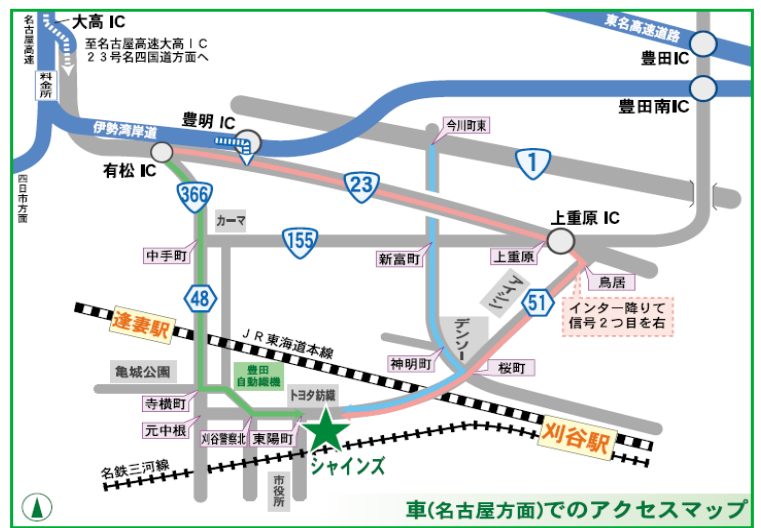 大高 IC
名古屋高速
至名古屋高速大高ＩＣ
２３号名四国道方面へ
料金所
四日市方面
東名高速道路
豊田IC
豊田南IC
伊勢湾岸道
豊明 IC
有松 IC
今川町東
1
23
366
カーマ
155
中手町
新富町
上重原 IC
上重原
鳥居
インター降りて
信号２つ目を右
アイシン
51
48
デンソー
逢妻駅
ＪＲ東海道本線
神明町
桜町
亀城公園
豊田
自動織機
トヨタ紡織
寺横町
元中根
刈谷警察北
東陽町
シャインズ
刈谷駅
名鉄三河線
市役所
車(名古屋方面)でのアクセスマップ